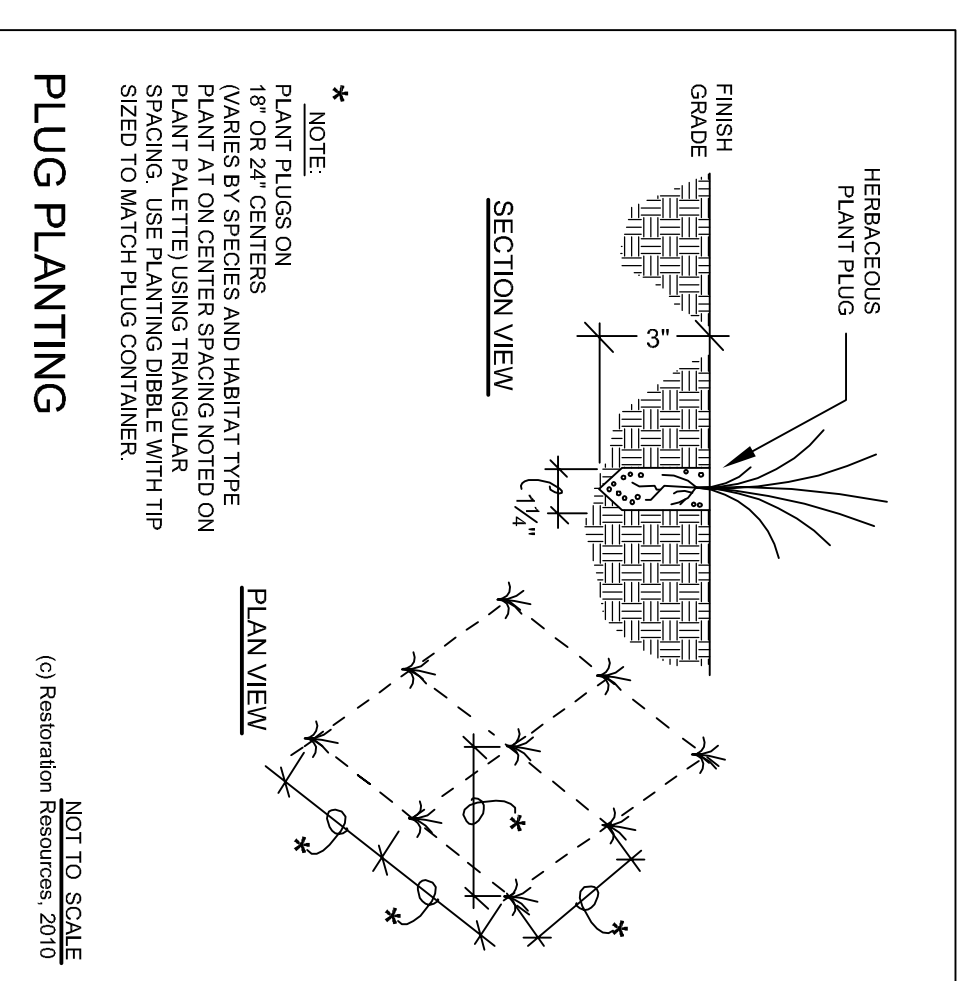 HERBACEOUS
PLANT PLUG
FINISH
GRADE
3"
1¼"
SECTION VIEW
PLAN VIEW
*
*
*
*
*
NOTE:
PLANT PLUGS ON
18" OR 24" CENTERS
(VARIES BY SPECIES AND HABITAT TYPE
PLANT AT ON CENTER SPACING NOTED ON
PLANT PALETTE) USING TRIANGULAR
SPACING. USE PLANTING DIBBLE WITH TIP
SIZED TO MATCH PLUG CONTAINER.
PLUG PLANTING
NOT TO SCALE
(c) Restoration Resources, 2010